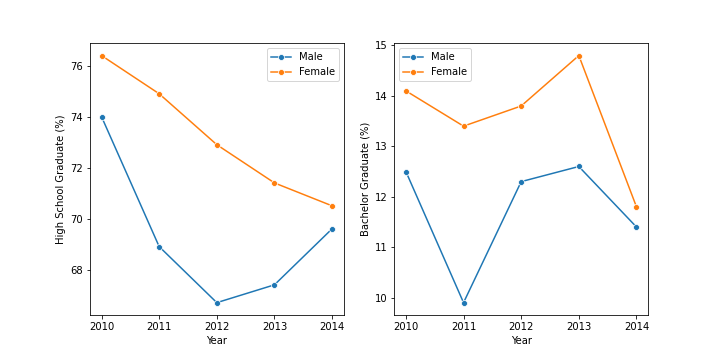 Male
Female
76
74
72
70
68
High School Graduate (%)
2010 2011 2012 2013 2014
Year
Male
Female
15
14
13
12
11
10
Bachelor Graduate (%)
2010 2011 2012 2013 2014
Year